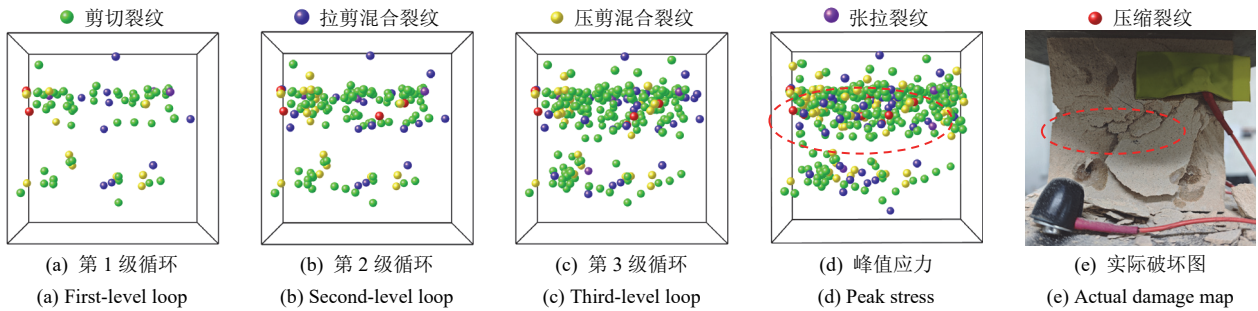 剪切裂纹 拉剪混合裂纹 压剪混合裂纹 张拉裂纹 压缩裂纹
(a) 第 1 级循环 (b) 第 2 级循环 (c) 第 3 级循环 (d) 峰值应力 (e) 实际破坏图
(a) First-level loop (b) Second-level loop (c) Third-level loop (d) Peak stress (e) Actual damage map